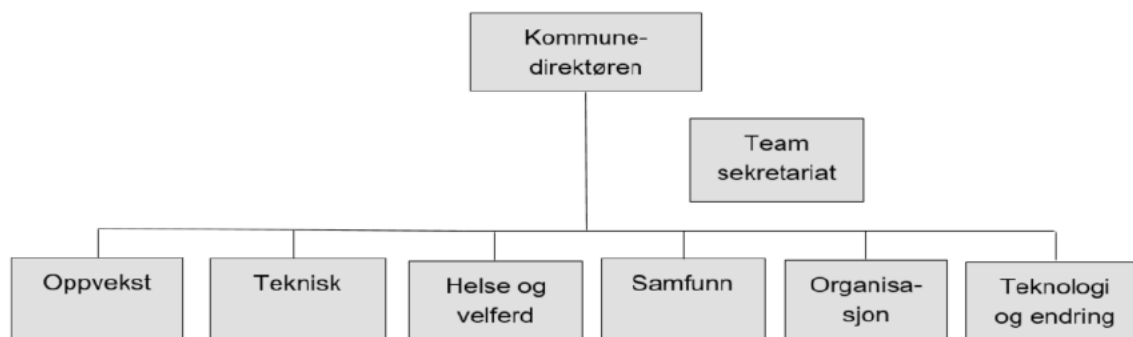 Kommune-
direktøren
Team
sekretariat
Oppvekst
Teknisk
Helse og
velferd
Samfunn
Organisa-
sjon
Teknologi
og endring